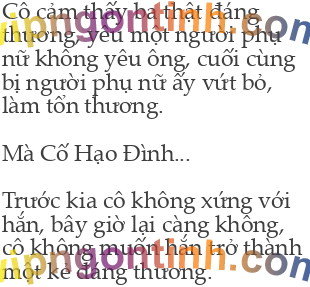 Cô cảm thấy ba thật đáng
thương, yêu một người phụ
nữ không yêu ông, cuối cùng
bị người phụ nữ ấy vứt bỏ,
làm tổn thương.
Mà Cố Hạo Đình...
Trước kia cô không xứng với
hắn, bây giờ lại càng không,
cô không muốn hắn trở thành
một kẻ đáng thương.